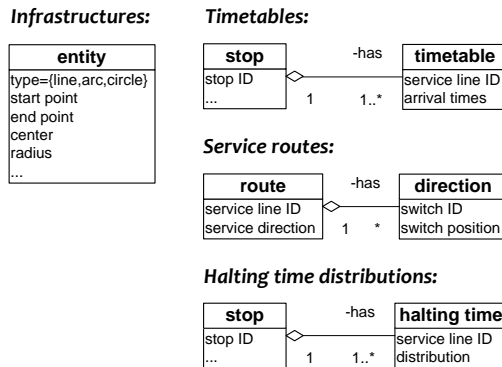 Infrastructures:
entity
type={line,arc,circle}
start point
end point
center
radius
...
Timetables:
stop
stop ID
...
-has
1
1..*
timetable
service line ID
arrival times
Service routes:
route
service line ID
service direction
-has
1
*
direction
switch ID
switch position
Halting time distributions:
stop
stop ID
...
-has
1
1..*
halting time
service line ID
distribution